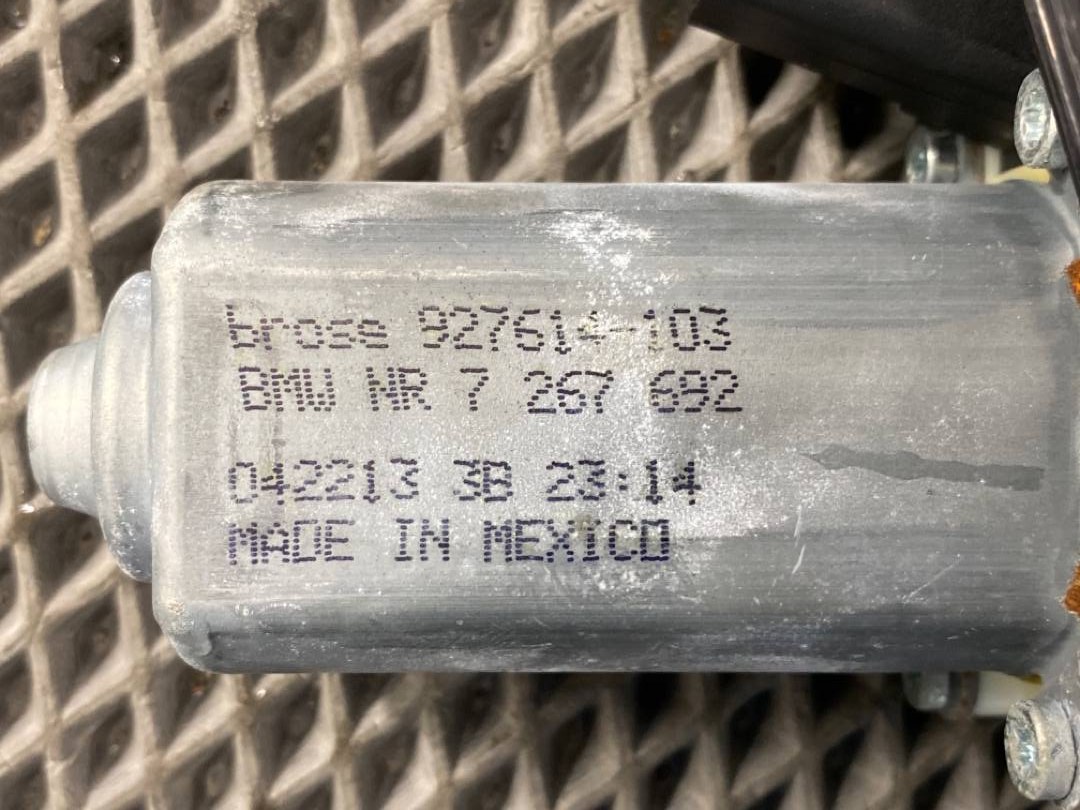 brose 927614-103
BMW NR 7 267 692
042213 3B 23:14
MADE IN MEXICO